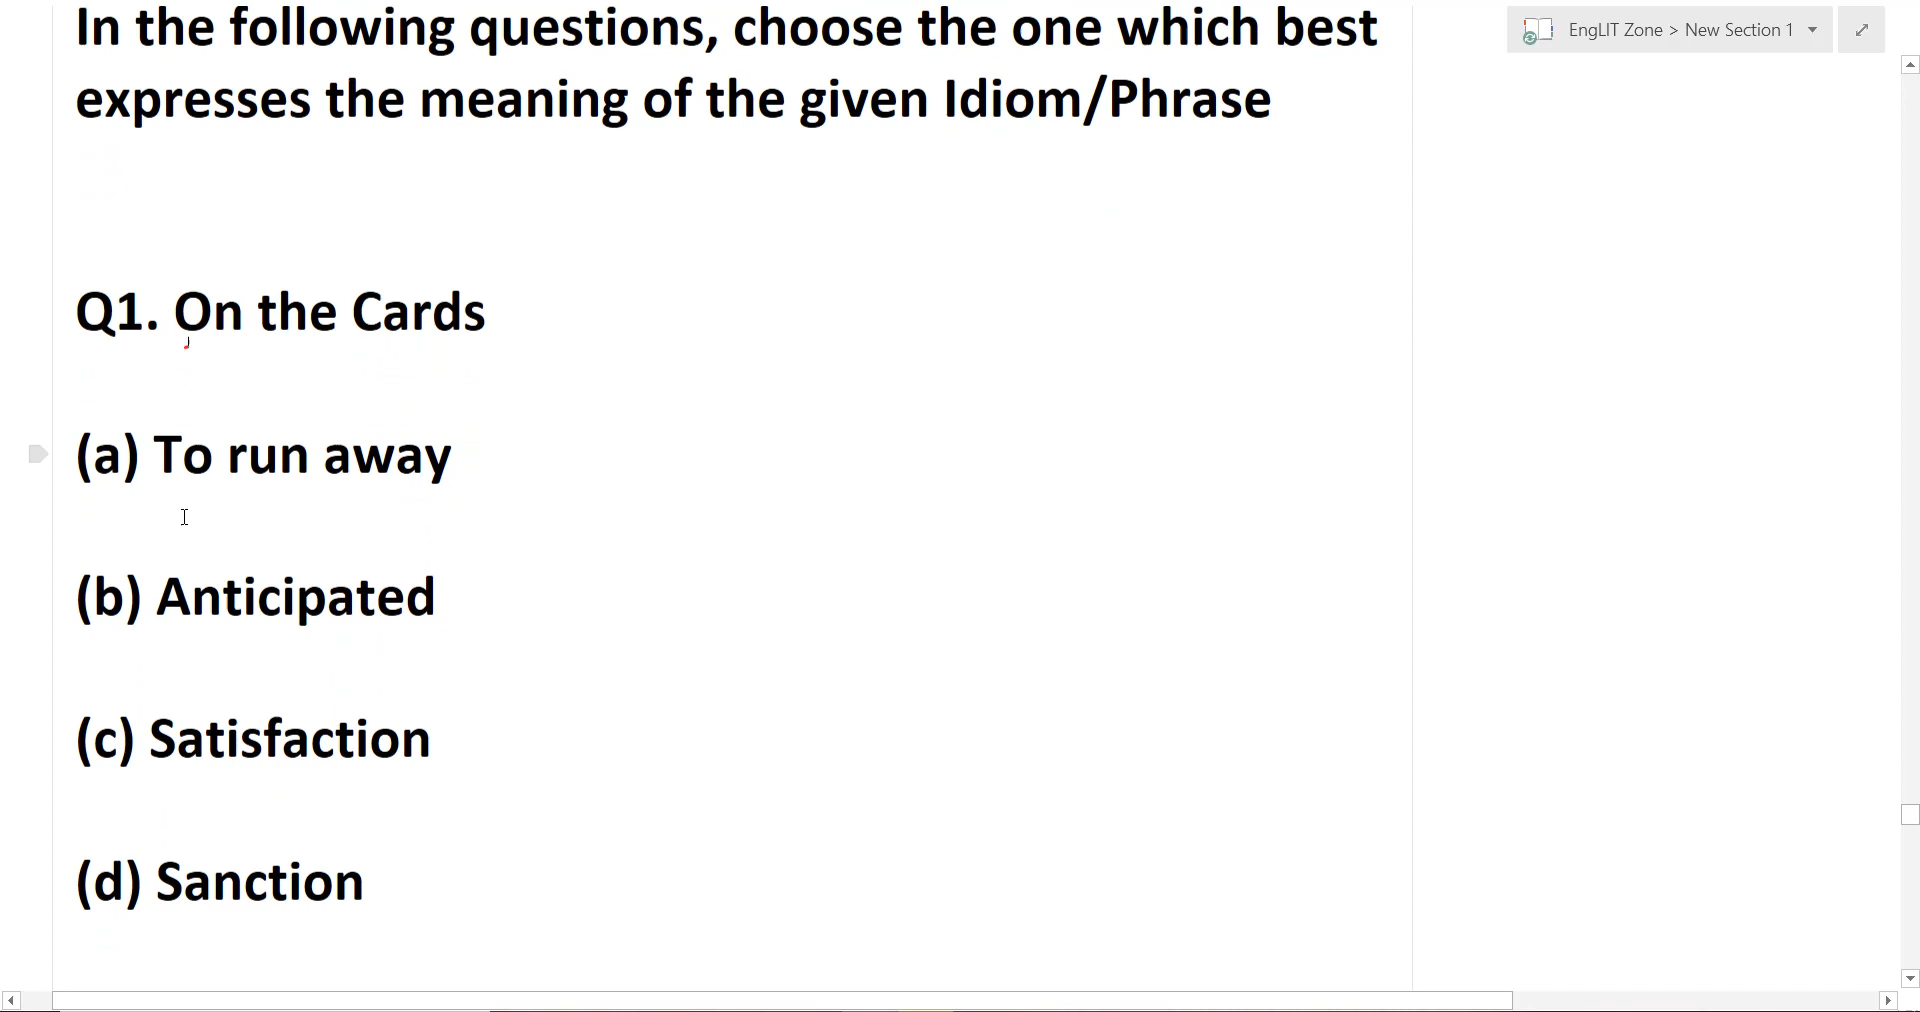 In the following questions, choose the one which best
expresses the meaning of the given Idiom/Phrase
EngLIT Zone > New Section 1
Q1. On the Cards
(a) To run away
(b) Anticipated
(c) Satisfaction
(d) Sanction